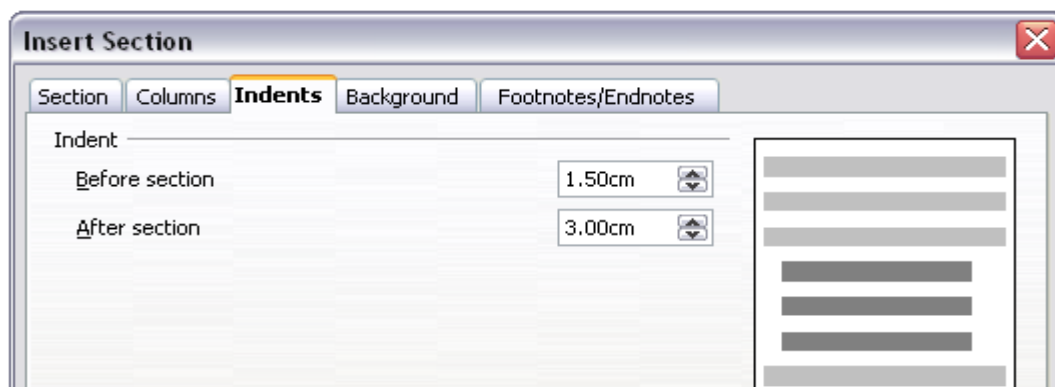 Insert Section
Section Columns Indents Background Footnotes/Endnotes
Indent
Before section 1.50cm
After section 3.00cm